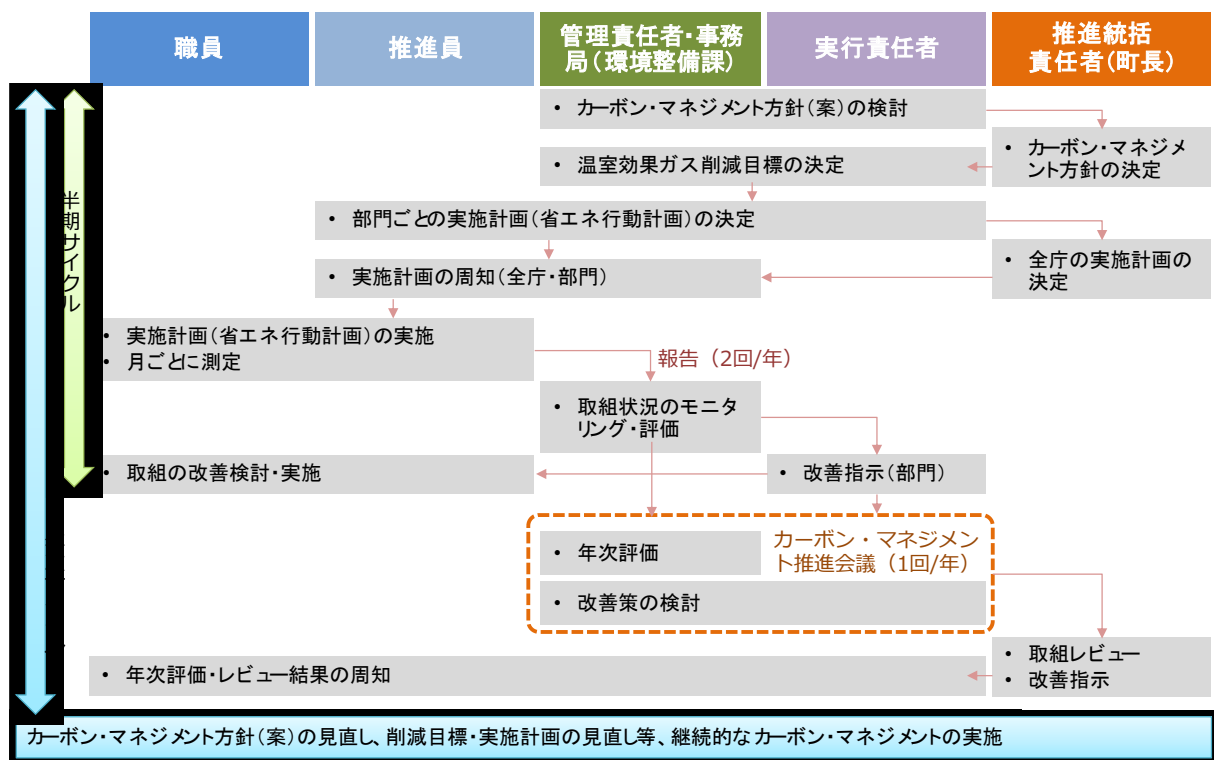 職員
推進員
管理責任者・事務
局（環境整備課）
実行責任者
推進統括
責任者（町長）
・ カーボン・マネジメント方針（案）の検討
・ カーボン・マネジメ
ント方針の決定
・ 温室効果ガス削減目標の決定
・ 部門ごとの実施計画（省エネ行動計画）の決定
・ 全庁の実施計画の
決定
・ 実施計画の周知（全庁・部門）
半期サイクル
・ 実施計画（省エネ行動計画）の実施
・ 月ごとに測定
報告（2回/年）
・ 取組状況のモニタ
リング・評価
・ 取組の改善検討・実施
・ 改善指示（部門）
・ 年次評価
カーボン・マネジメン
ト推進会議（1回/年）
・ 改善策の検討
・ 取組レビュー
・ 改善指示
・ 年次評価・レビュー結果の周知
カーボン・マネジメント方針（案）の見直し、削減目標・実施計画の見直し等、継続的なカーボン・マネジメントの実施